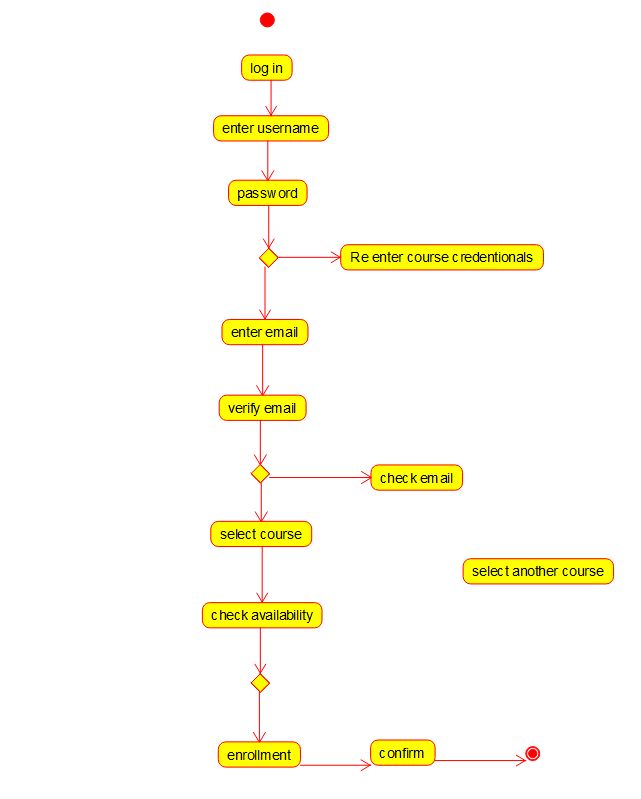 log in
enter username
password
Re enter course credentionals
enter email
verify email
check email
select course
select another course
check availability
enrollment
confirm